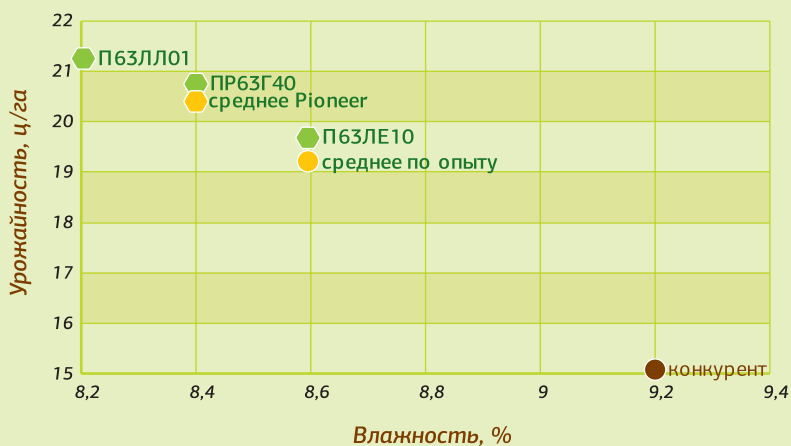 22
П63ЛЛ01
21
ПР63Г40
среднее Pioneer
20
П63ЛЕ10
среднее по опыту
19
18
17
16
15
конкурент
8,2 8,4 8,6 8,8 9 9,2 9,4
Урожайность, ц/га
Влажность, %